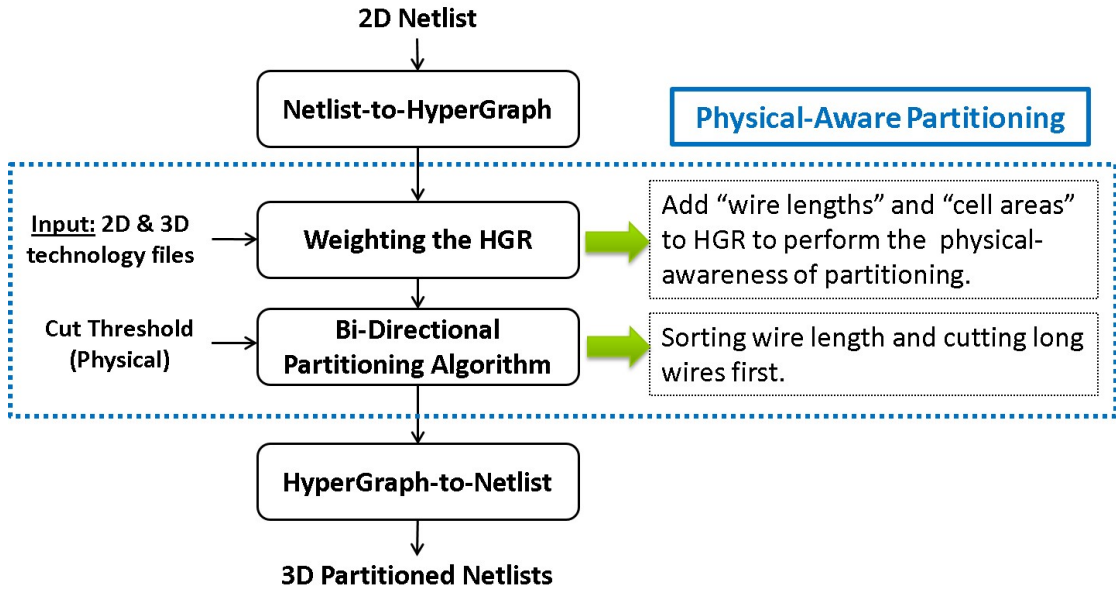 2D Netlist
Netlist-to-HyperGraph
Physical-Aware Partitioning
Input: 2D & 3D
technology files
Weighting the HGR
Add “wire lengths” and “cell areas”
to HGR to perform the physical-
awareness of partitioning.
Cut Threshold
(Physical)
Bi-Directional
Partitioning Algorithm
Sorting wire length and cutting long
wires first.
HyperGraph-to-Netlist
3D Partitioned Netlists